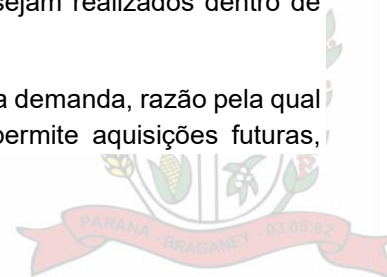 sejam realizados dentro de
a demanda, razão pela qual
permite aquisições futuras,
PARANÁ - BRAGANEY - 03.05.82